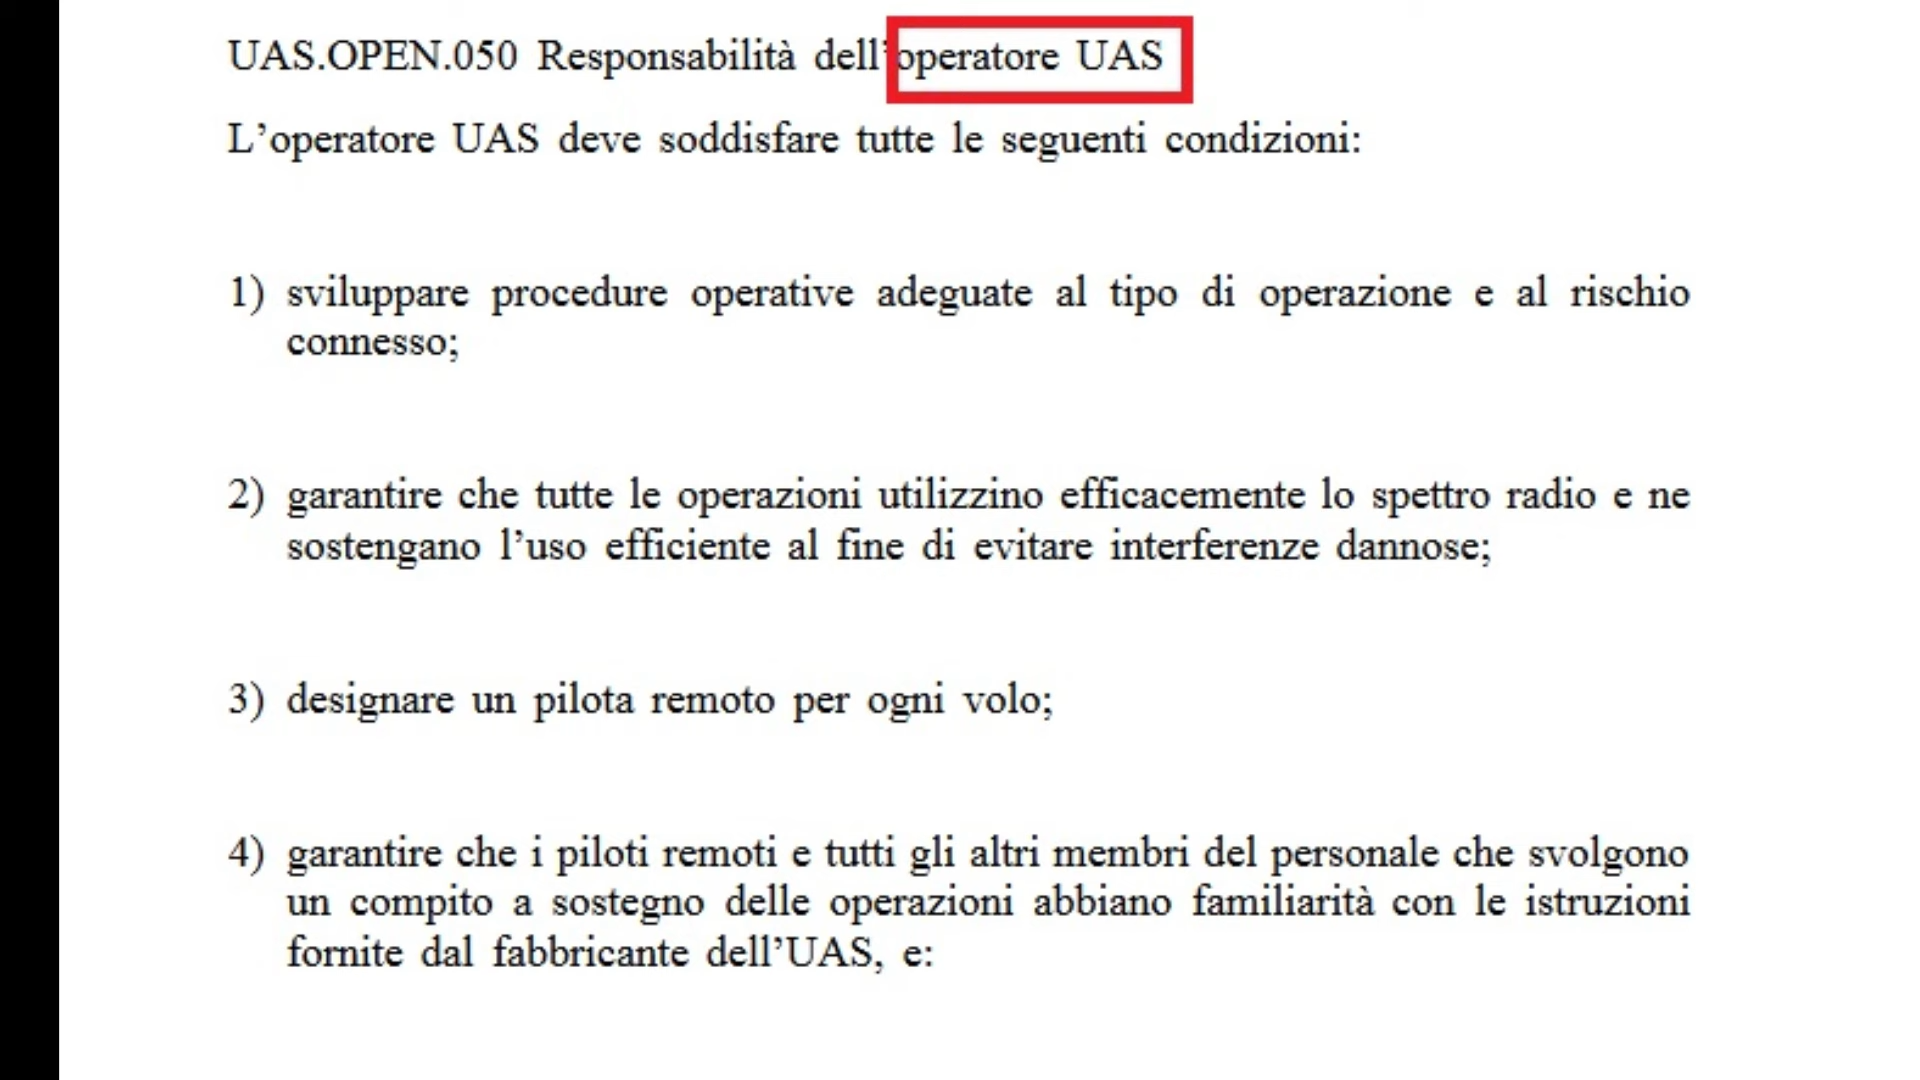 UAS.OPEN.050 Responsabilità dell’operatore UAS
L’operatore UAS deve soddisfare tutte le seguenti condizioni:
1) sviluppare procedure operative adeguate al tipo di operazione e al rischio
connesso;
2) garantire che tutte le operazioni utilizzino efficacemente lo spettro radio e ne
sostengano l’uso efficiente al fine di evitare interferenze dannose;
3) designare un pilota remoto per ogni volo;
4) garantire che i piloti remoti e tutti gli altri membri del personale che svolgono
un compito a sostegno delle operazioni abbiano familiarità con le istruzioni
fornite dal fabbricante dell’UAS, e: